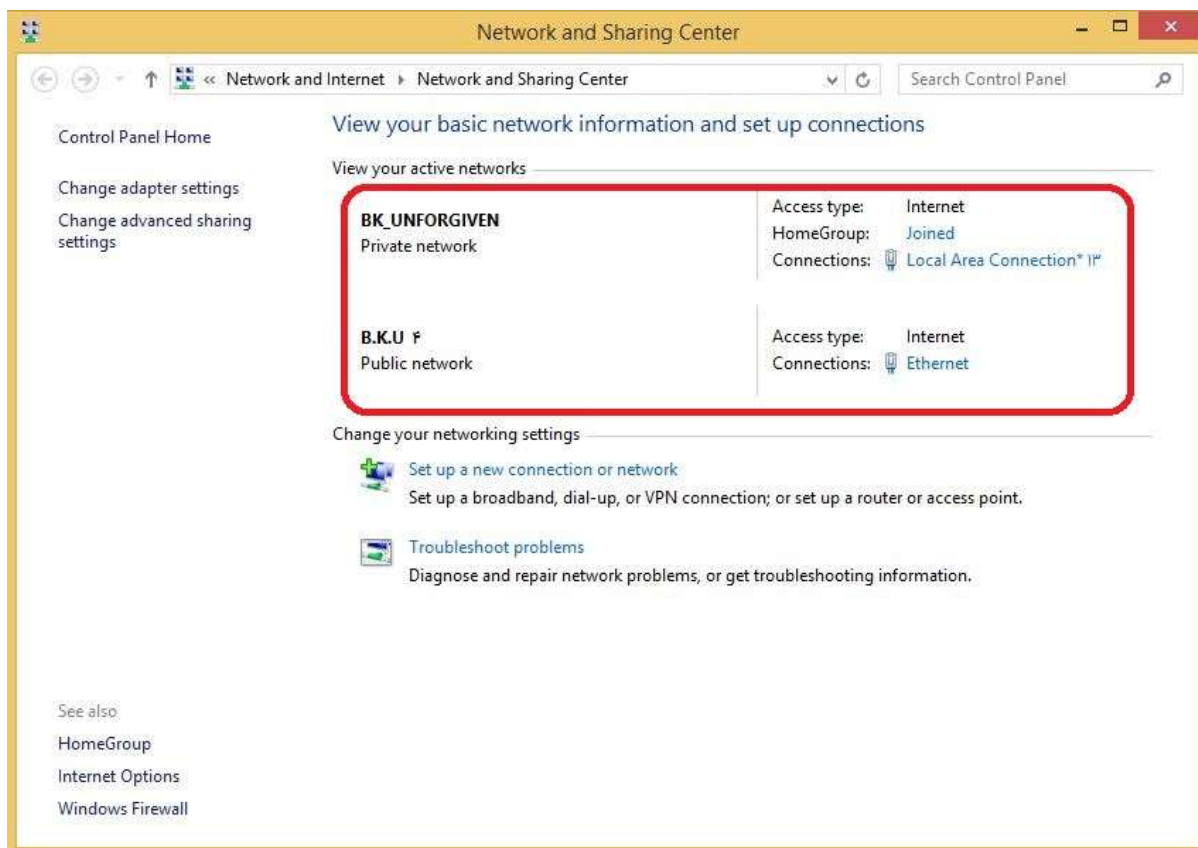 Network and Sharing Center
« Network and Internet ▸ Network and Sharing Center
Search Control Panel
Control Panel Home
Change adapter settings
Change advanced sharing
settings
View your basic network information and set up connections
View your active networks
BK_UNFORGIVEN
Private network
Access type: Internet
HomeGroup: Joined
Connections: Local Area Connection* ۱۳
B.K.U ۴
Public network
Access type: Internet
Connections: Ethernet
Change your networking settings
Set up a new connection or network
Set up a broadband, dial-up, or VPN connection; or set up a router or access point.
Troubleshoot problems
Diagnose and repair network problems, or get troubleshooting information.
See also
HomeGroup
Internet Options
Windows Firewall